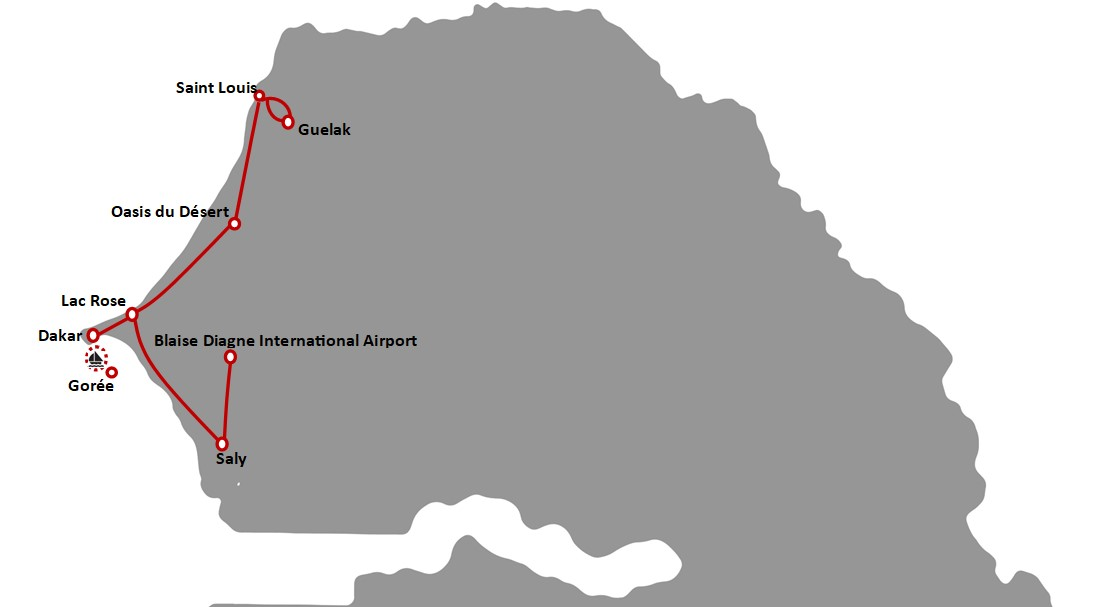 Saint Louis
Guelak
Oasis du Désert
Lac Rose
Dakar
Blaise Diagne International Airport
Gorée
Saly